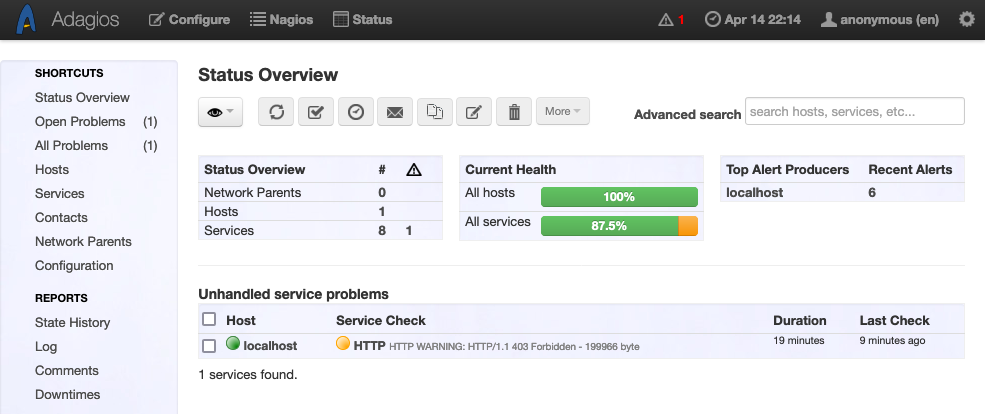 Adagios Configure Nagios Status 1 Apr 14 22:14 anonymous (en)
SHORTCUTS
Status Overview
Open Problems (1)
All Problems (1)
Hosts
Services
Contacts
Network Parents
Configuration
REPORTS
State History
Log
Comments
Downtimes
Status Overview
More
Advanced search search hosts, services, etc...
Status Overview #
Network Parents 0
Hosts 1
Services 8 1
Current Health
All hosts 100%
All services 87.5%
Top Alert Producers Recent Alerts
localhost 6
Unhandled service problems
Host Service Check Duration Last Check
localhost HTTP HTTP WARNING: HTTP/1.1 403 Forbidden - 199966 byte 19 minutes 9 minutes ago
1 services found.